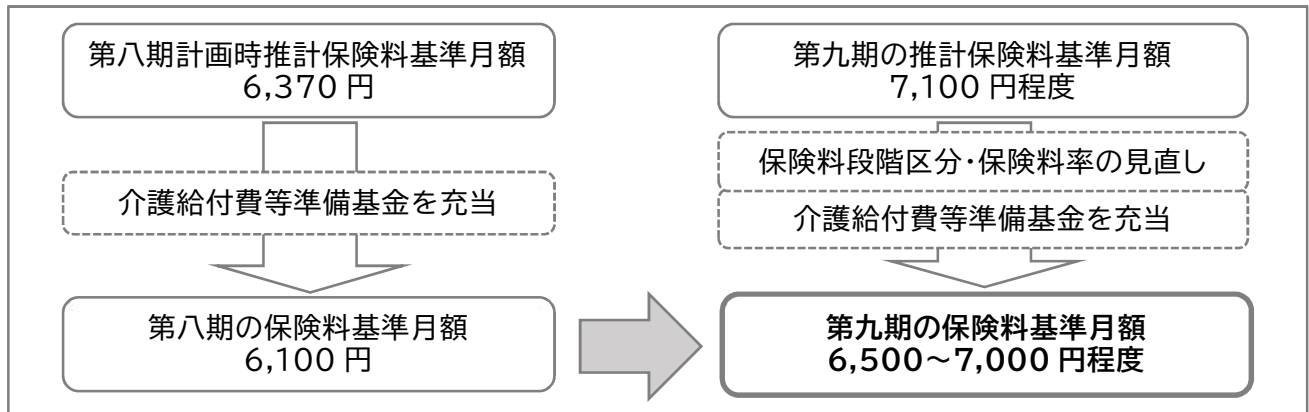 第八期計画時推計保険料基準月額
6,370 円
介護給付費等準備基金を充当
第八期の保険料基準月額
6,100 円
第九期の推計保険料基準月額
7,100 円程度
保険料段階区分・保険料率の見直し
介護給付費等準備基金を充当
第九期の保険料基準月額
6,500～7,000 円程度